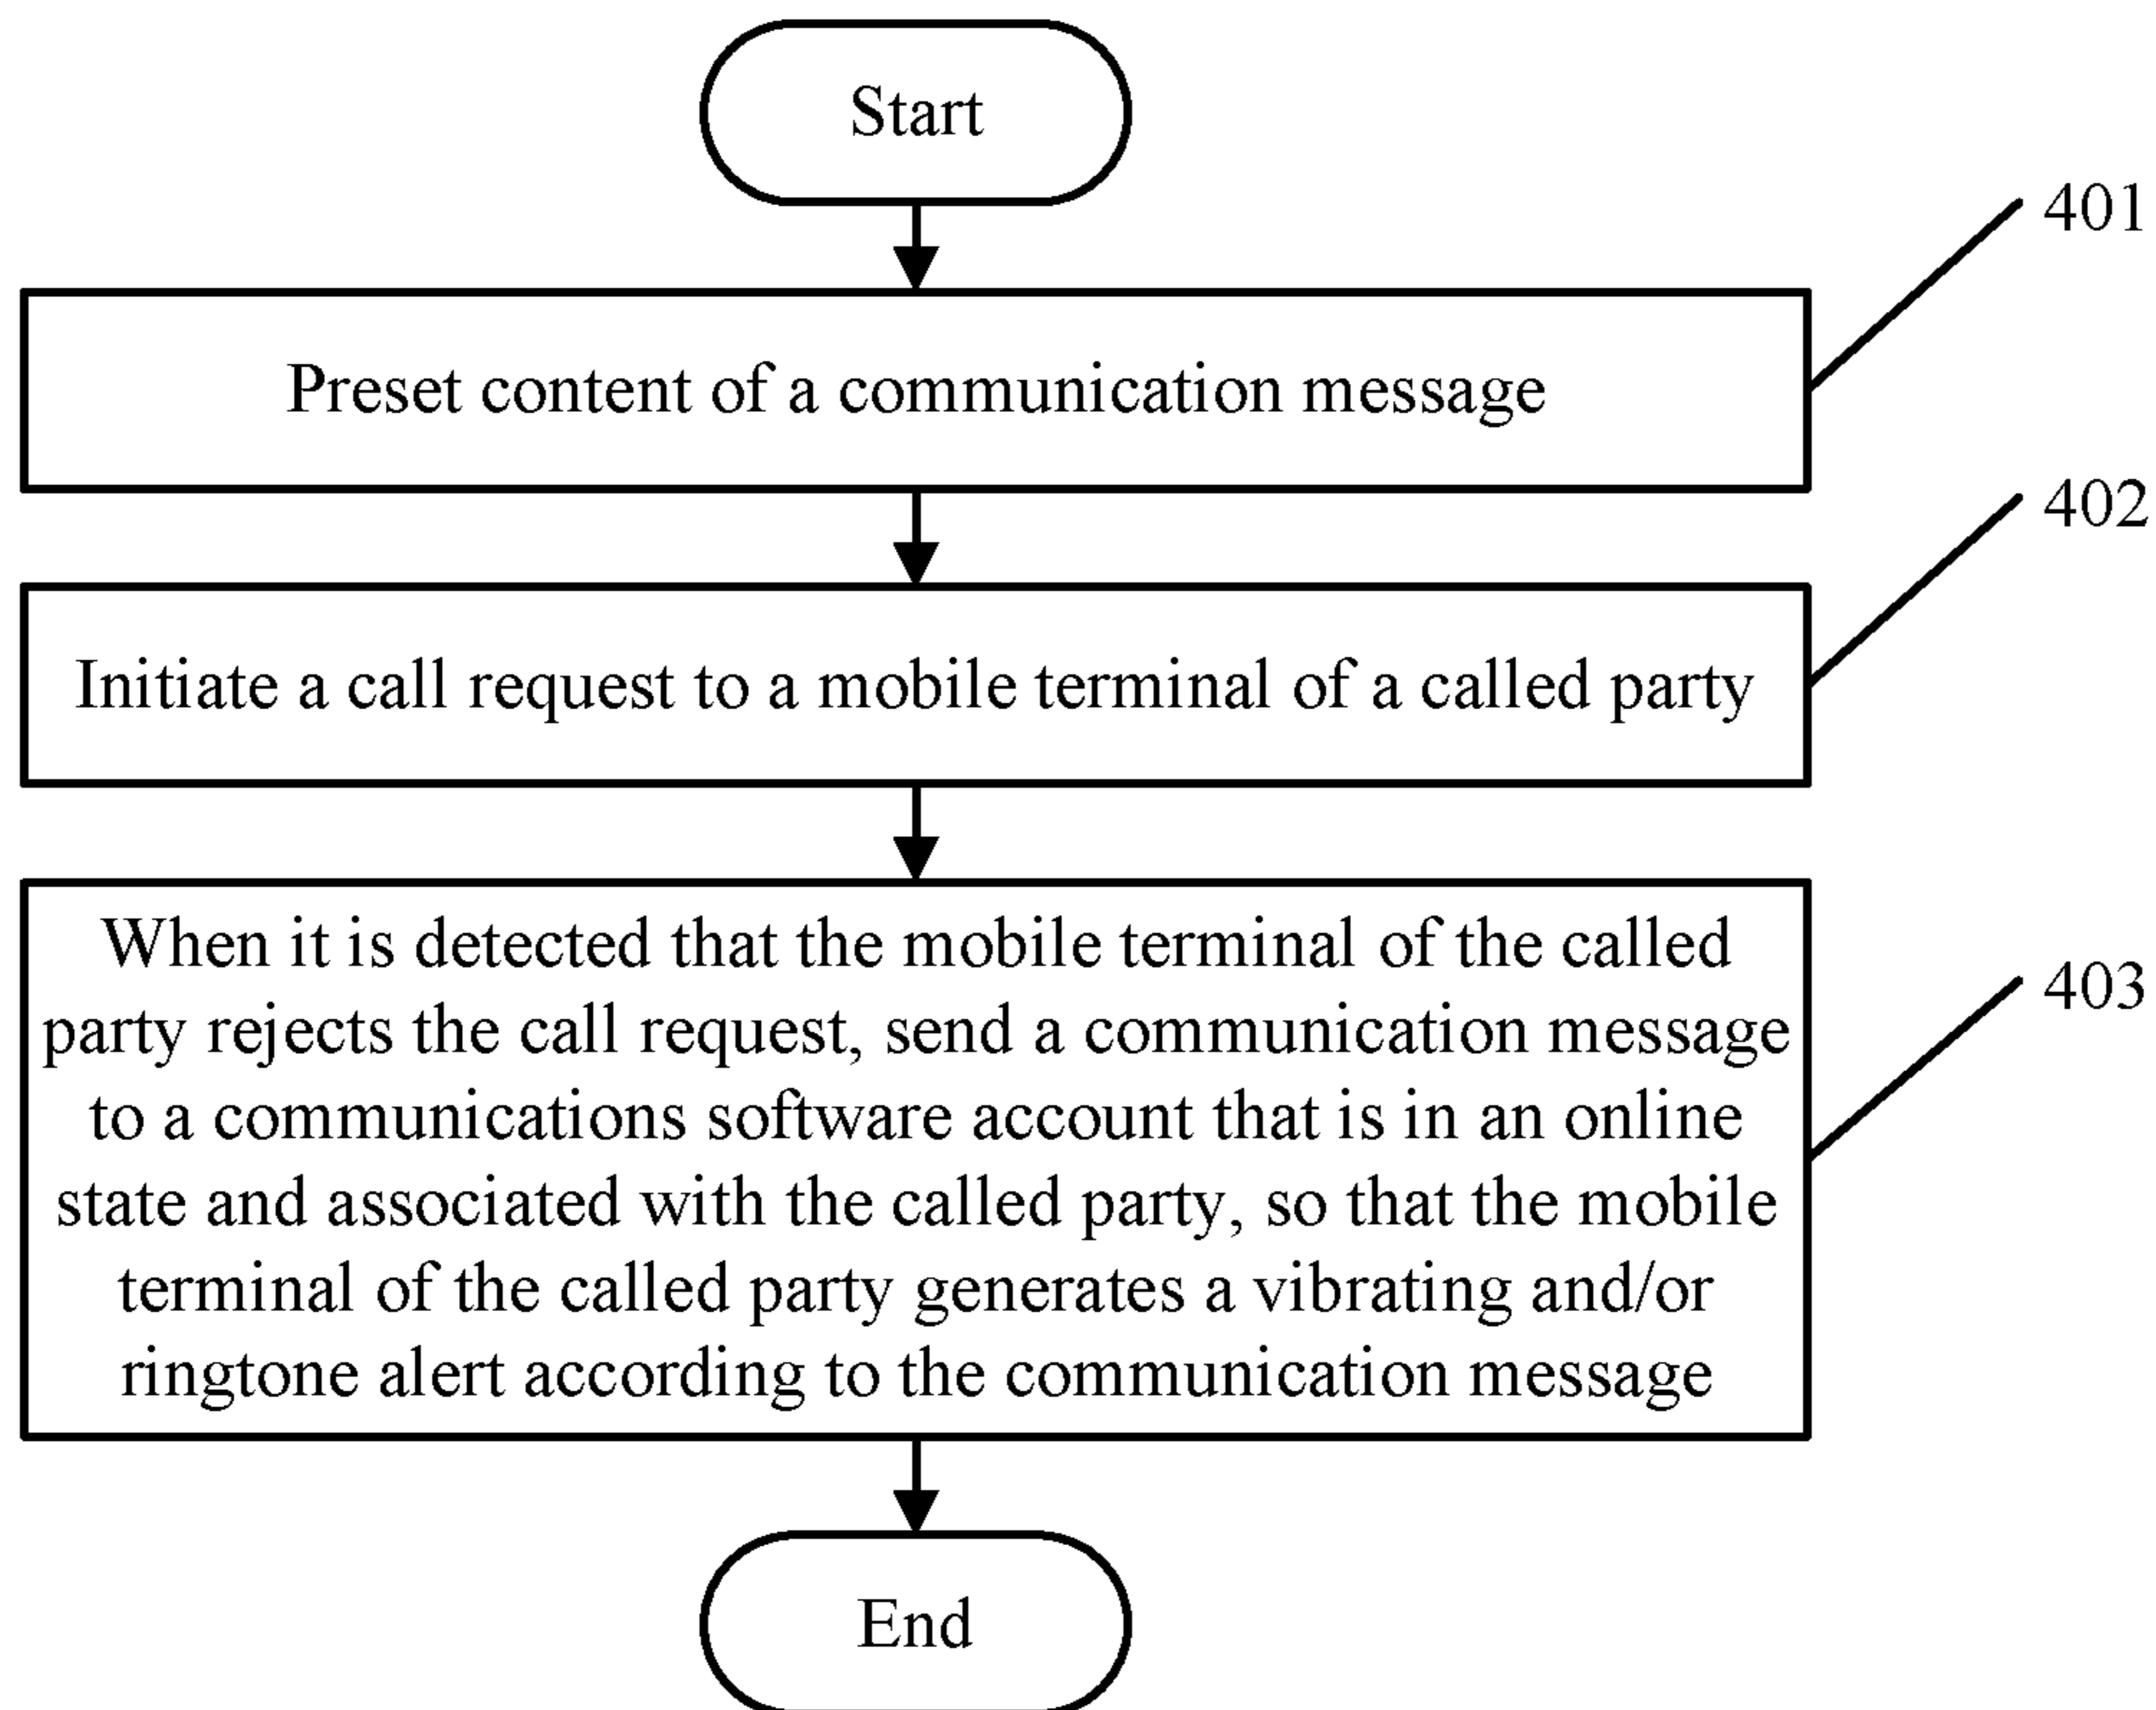 Start
401
Preset content of a communication message
402
Initiate a call request to a mobile terminal of a called party
When it is detected that the mobile terminal of the called
party rejects the call request, send a communication message
403
to a communications software account that is in an online
state and associated with the called party, so that the mobile
terminal of the called party generates a vibrating and/or
ringtone alert according to the communication message
End